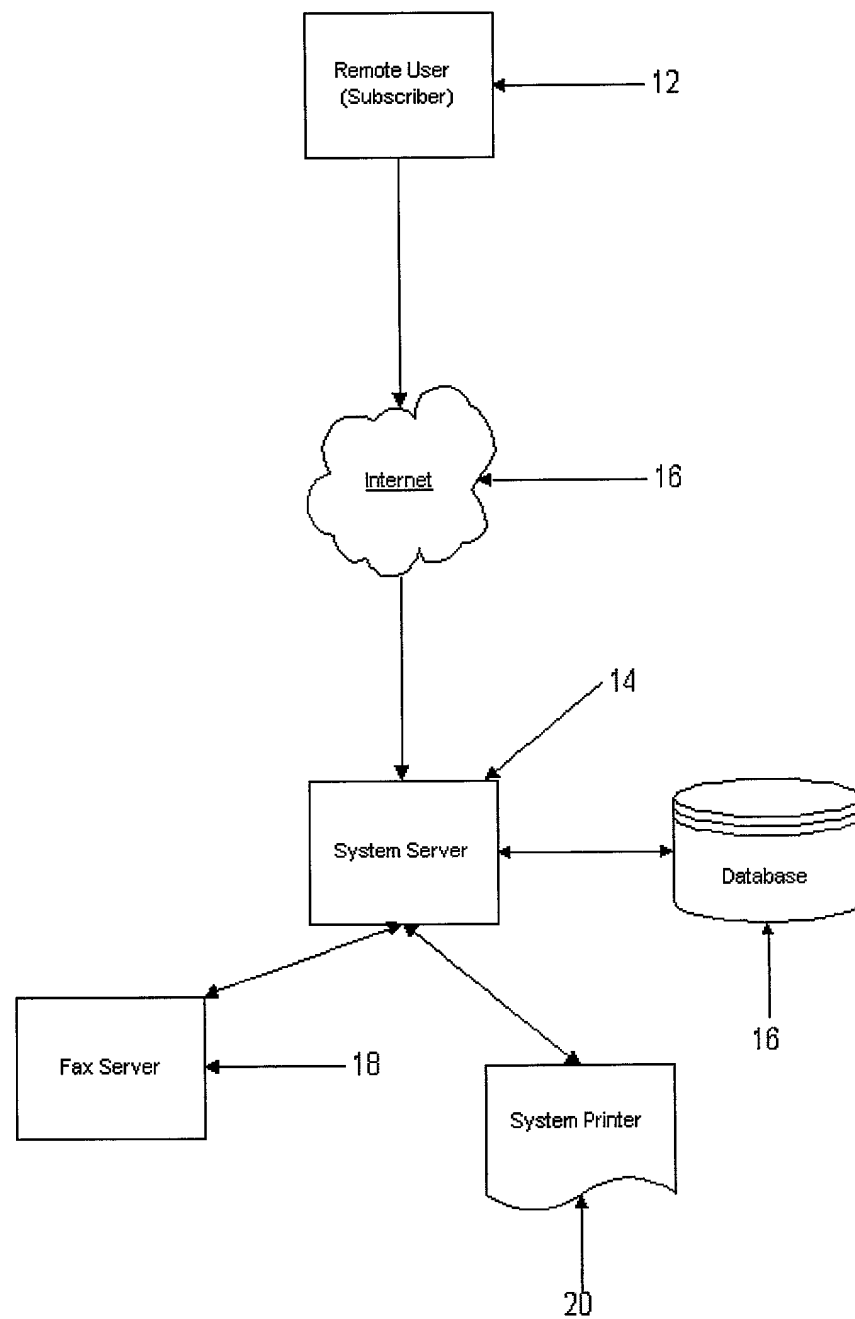 Remote User
(Subscriber)
12
Internet
16
14
System Server
Database
16
Fax Server
18
System Printer
20